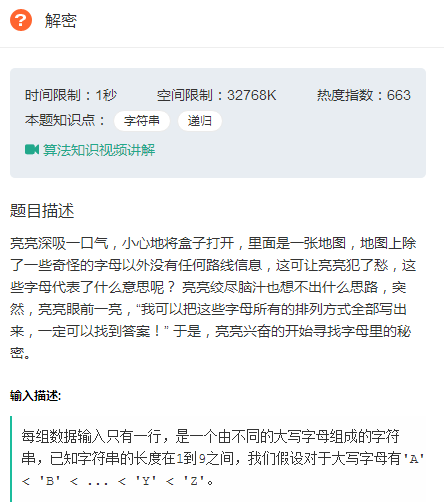 解密
时间限制：1秒 空间限制：32768K 热度指数：663
本题知识点： 字符串 递归
算法知识视频讲解
题目描述
亮亮深吸一口气，小心地将盒子打开，里面是一张地图，地图上除
了一些奇怪的字母以外没有任何路线信息，这可让亮亮犯了愁，这
些字母代表了什么意思呢？ 亮亮绞尽脑汁也想不出什么思路，突
然，亮亮眼前一亮，“我可以把这些字母所有的排列方式全部写出
来，一定可以找到答案！” 于是，亮亮兴奋的开始寻找字母里的秘
密。
输入描述:
每组数据输入只有一行，是一个由不同的大写字母组成的字符
串，已知字符串的长度在1到9之间，我们假设对于大写字母有'A'
< 'B' < ... < 'Y' < 'Z'。